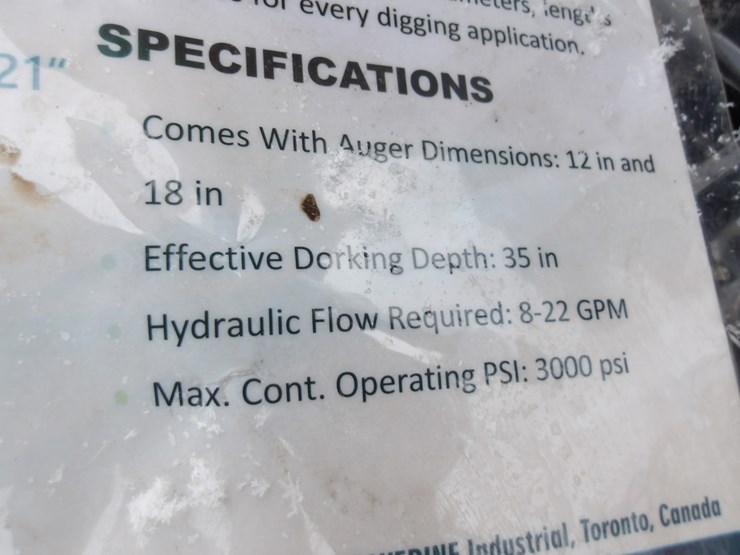 for every digging application.
21"
SPECIFICATIONS
Comes With Auger Dimensions: 12 in and
18 in
Effective Dorking Depth: 35 in
Hydraulic Flow Required: 8-22 GPM
Max. Cont. Operating PSI: 3000 psi
Industrial, Toronto, Canada